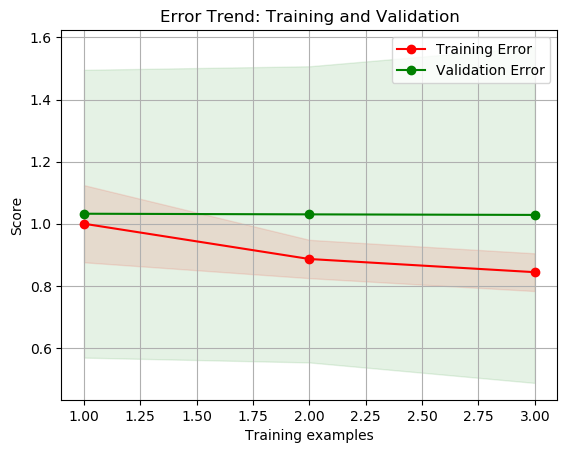 Error Trend: Training and Validation
1.6
1.4
1.2
1.0
0.8
0.6
Score
Training Error
Validation Error
1.00 1.25 1.50 1.75 2.00 2.25 2.50 2.75 3.00
Training examples